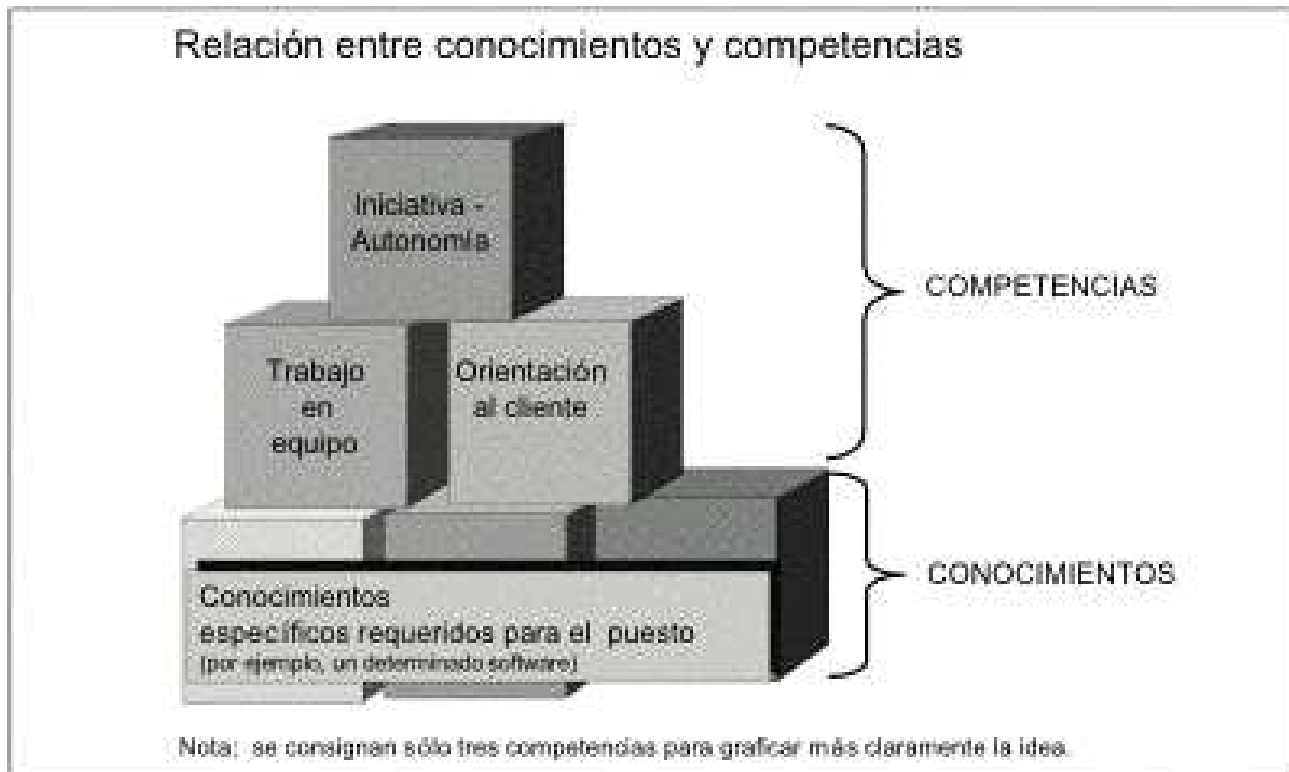 Relación entre conocimientos y competencias
Iniciativa -
Autonomía
COMPETENCIAS
Trabajo
en
equipo
Orientación
al cliente
CONOCIMIENTOS
Conocimientos
específicos requeridos para el puesto
(por ejemplo, un determinado software)
Nota: se consignan sólo tres competencias para graficar más claramente la idea.